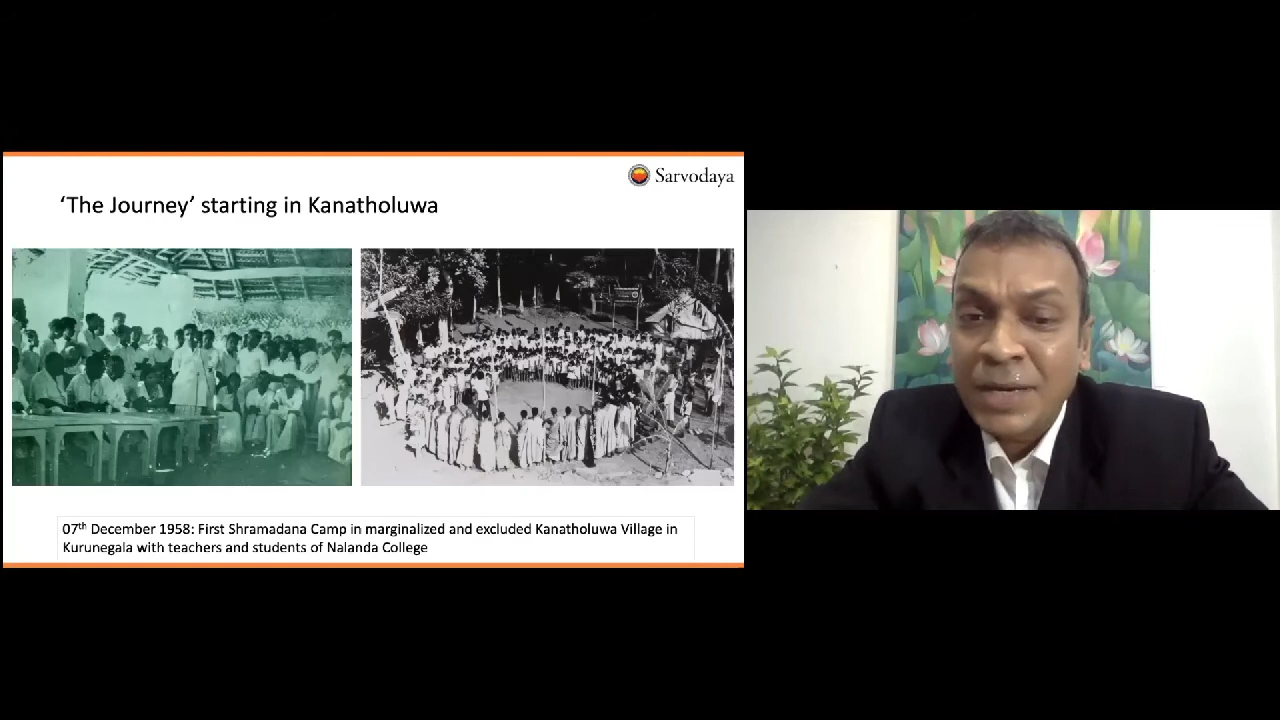 Sarvodaya
‘The Journey’ starting in Kanatholuwa
07th December 1958: First Shramadana Camp in marginalized and excluded Kanatholuwa Village in
Kurunegala with teachers and students of Nalanda College